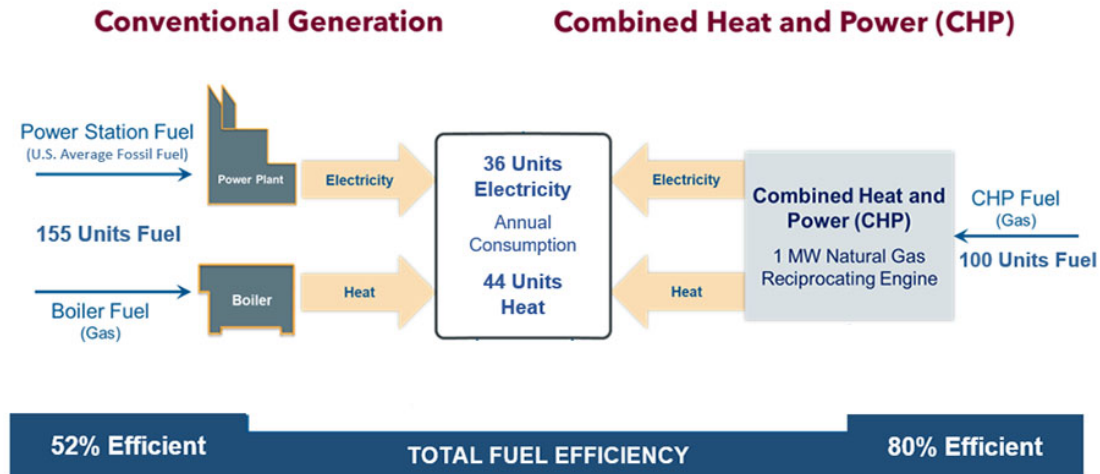 Conventional Generation
Combined Heat and Power (CHP)
Power Station Fuel
(U.S. Average Fossil Fuel)
Power Plant
Electricity
155 Units Fuel
Boiler Fuel
(Gas)
Boiler
Heat
36 Units
Electricity
Annual
Consumption
44 Units
Heat
Electricity
Heat
Combined Heat and
Power (CHP)
1 MW Natural Gas
Reciprocating Engine
CHP Fuel
(Gas)
100 Units Fuel
52% Efficient
TOTAL FUEL EFFICIENCY
80% Efficient